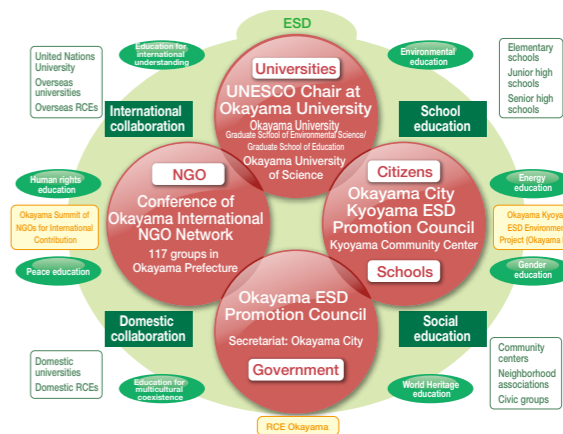 ESD
Education for
international
understanding
Environmental
education
United Nations
University
Overseas
universities
Overseas RCEs
Elementary
schools
Junior high
schools
Senior high
schools
Universities
UNESCO Chair at
Okayama University
Okayama University
Graduate School of Environmental Science/
Graduate School of Education
Okayama University
of Science
International
collaboration
School
education
NGO
Conference of
Okayama International
NGO Network
117 groups in
Okayama Prefecture
Citizens
Okayama City
Kyoyama ESD
Promotion Council
Kyoyama Community Center
Schools
Human rights
education
Energy
education
Okayama Summit of
NGOs for International
Contribution
Okayama Kyoya
ESD Environme
Project (Okayama
Peace education
Gender
education
Okayama ESD
Promotion Council
Secretariat: Okayama City
Government
Domestic
collaboration
Social
education
Domestic
universities
Domestic RCEs
Education for
multicultural
coexistence
World Heritage
education
Community
centers
Neighborhood
associations
Civic groups
RCE Okayama